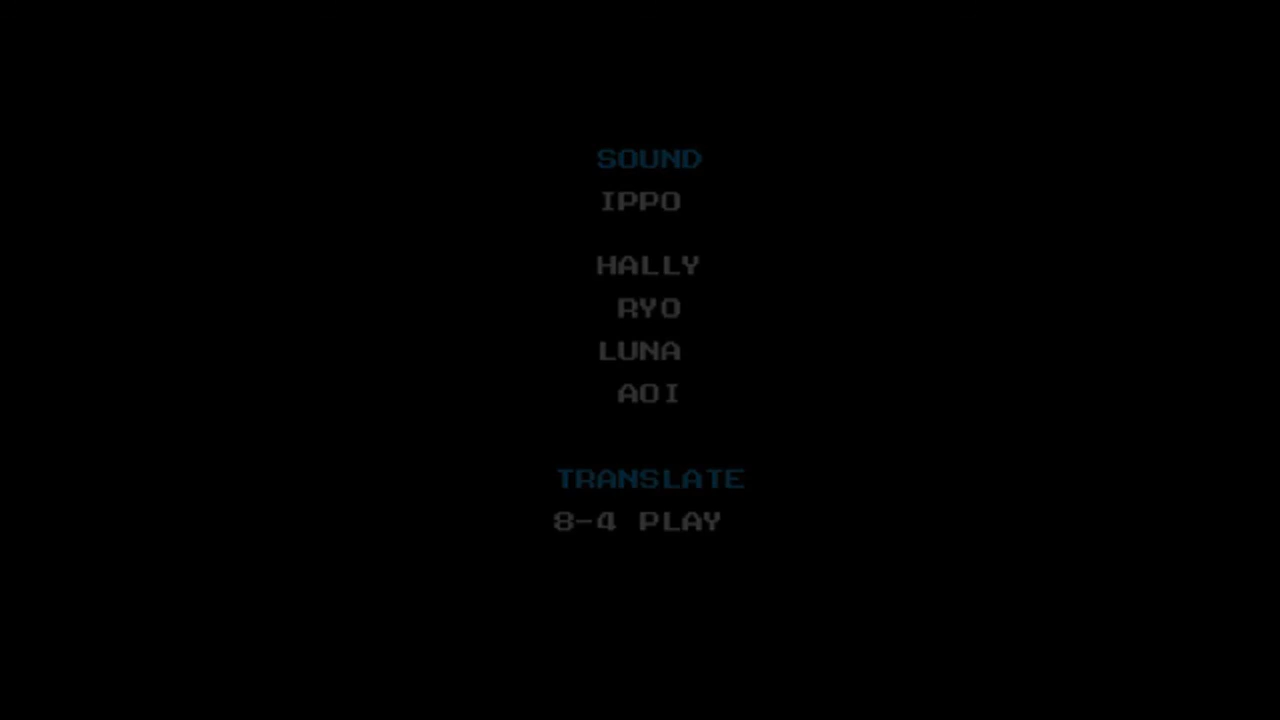 SOUND
IPPO
HALLY
RYO
LUNA
AOI
TRANSLATE
8-4 PLAY